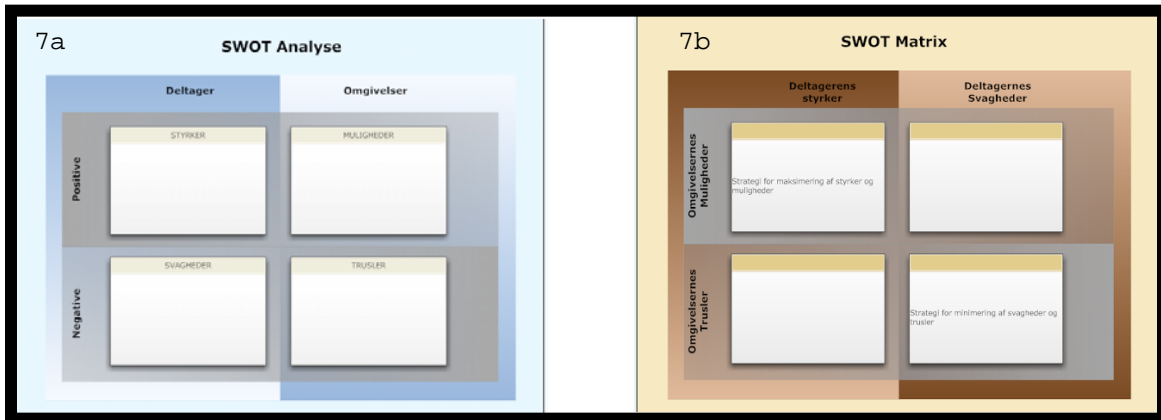 7a
SWOT Analyse
Deltager
Omgivelser
Positive
STYRKER
MULIGHEDER
Negative
SVAGHEDER
TRUSLER
7b
SWOT Matrix
Deltagerens
styrker
Deltagernes
Svagheder
Omgivelsernes
Muligheder
Strategi for maksimering af styrker og
muligheder
Omgivelsernes
Trusler
Strategi for minimering af svagheder og
trusler